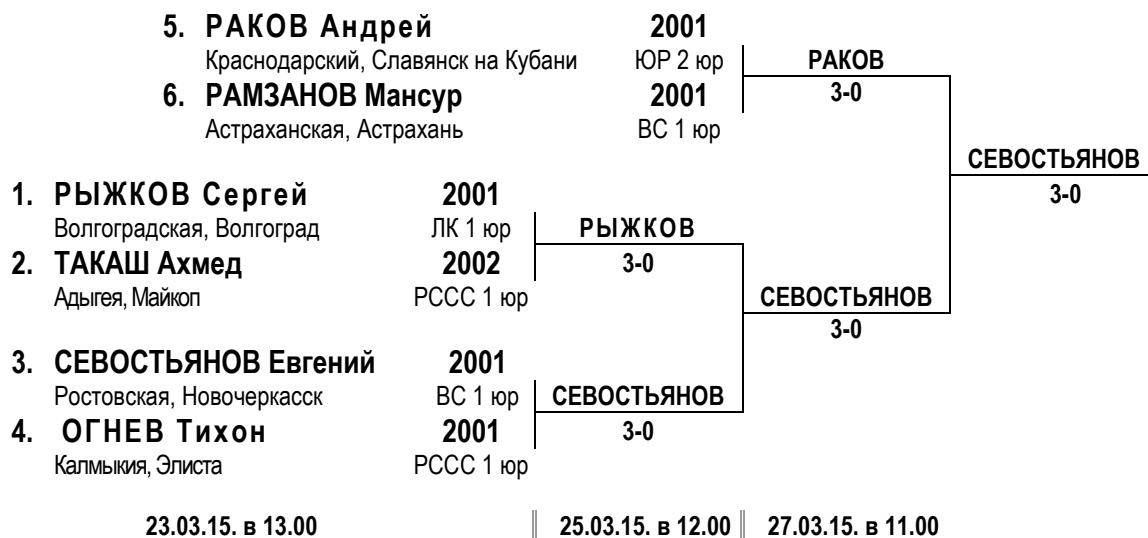 5. РАКОВ Андрей 2001
Краснодарский, Славянск на Кубани ЮР 2 юр РАКОВ
6. РАМЗАНОВ Мансур 2001 3-0
Астраханская, Астрахань ВС 1 юр
СЕВОСТЬЯНОВ
3-0
1. РЫЖКОВ Сергей 2001
Волгоградская, Волгоград ЛК 1 юр РЫЖКОВ
2. ТАКАШ Ахмед 2002 3-0
Адыгея, Майкоп РССС 1 юр СЕВОСТЬЯНОВ
3-0
3. СЕВОСТЬЯНОВ Евгений 2001
Ростовская, Новочеркасск ВС 1 юр СЕВОСТЬЯНОВ
4. ОГНЕВ Тихон 2001 3-0
Калмыкия, Элиста РССС 1 юр
23.03.15. в 13.00 25.03.15. в 12.00 27.03.15. в 11.00